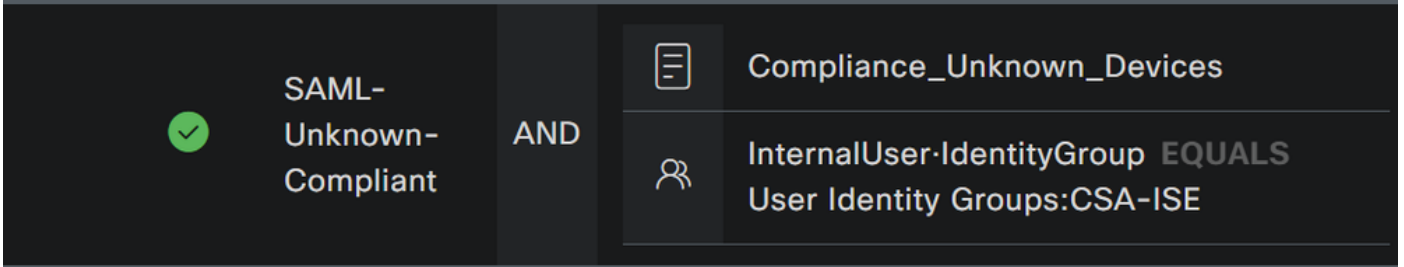 SAML-
Unknown-
Compliant
AND
Compliance_Unknown_Devices
InternalUser·IdentityGroup EQUALS
User Identity Groups:CSA-ISE